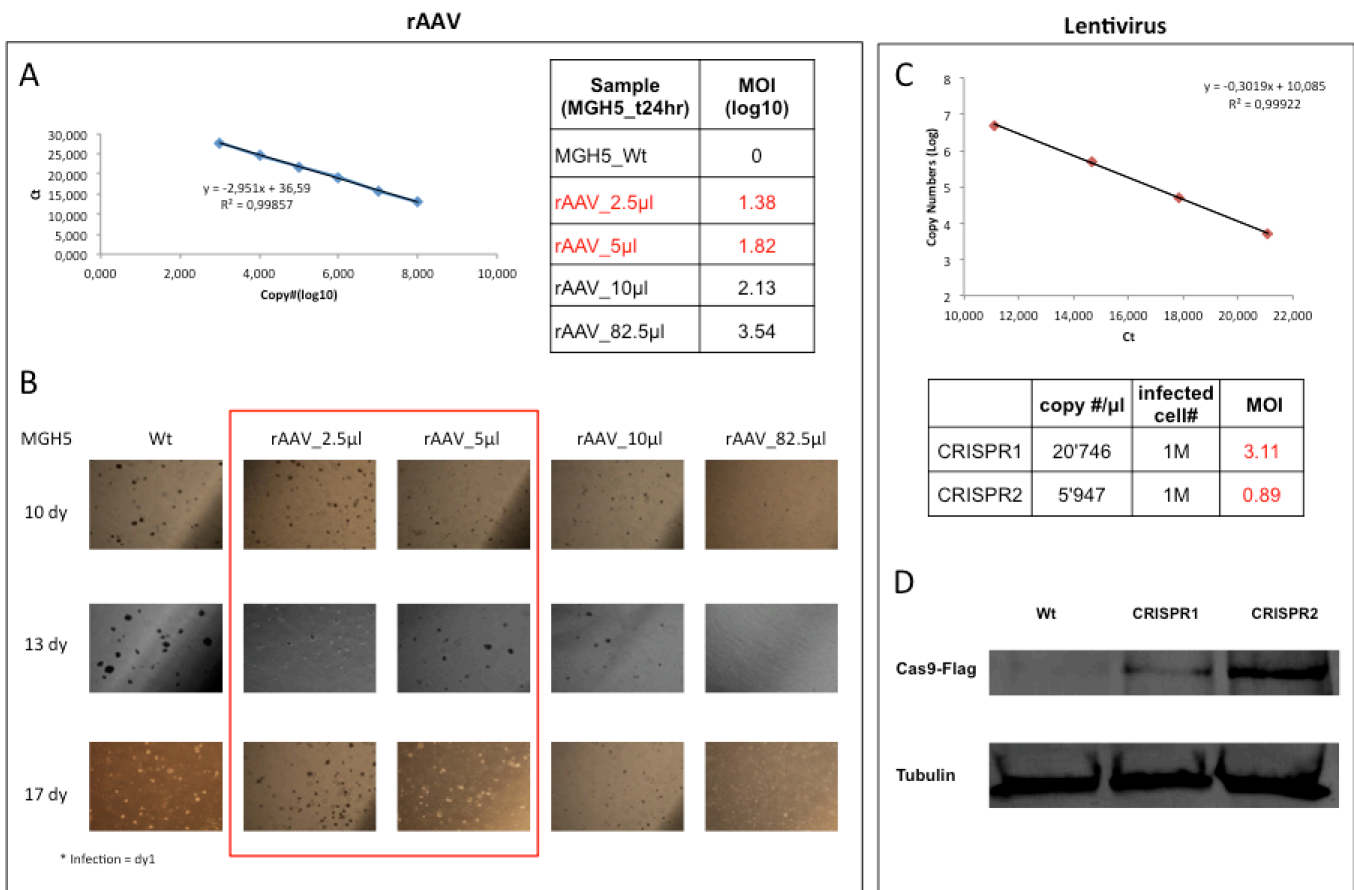 rAAV
Lentivirus
A
30,000
25,000
20,000
15,000
10,000
5,000
0,000
Ct
y = -2,951x + 36,59
R² = 0,99857
0,000 2,000 4,000 6,000 8,000 10,000
Copy#(log10)
Sample MOI
(MGH5_t24hr) (log10)
MGH5_Wt 0
rAAV_2.5µl 1.38
rAAV_5µl 1.82
rAAV_10µl 2.13
rAAV_82.5µl 3.54
B
MGH5 Wt rAAV_2.5µl rAAV_5µl rAAV_10µl rAAV_82.5µl
10 dy
13 dy
17 dy
* Infection = dy1
C
8
7
6
5
4
3
2
Copy Numbers (Log)
y = -0,3019x + 10,085
R² = 0,99922
10,000 12,000 14,000 16,000 18,000 20,000 22,000
Ct
copy #/µl infected cell# MOI
CRISPR1 20'746 1M 3.11
CRISPR2 5'947 1M 0.89
D
Wt CRISPR1 CRISPR2
Cas9-Flag
Tubulin